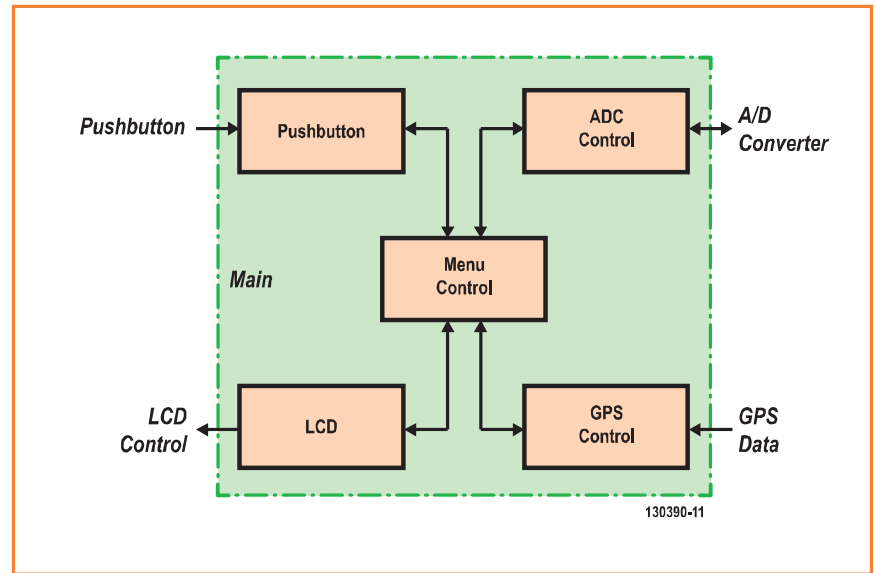 Pushbutton
Pushbutton
ADC
Control
A/D
Converter
Menu
Control
Main
LCD
Control
LCD
GPS
Control
GPS
Data
130390-11